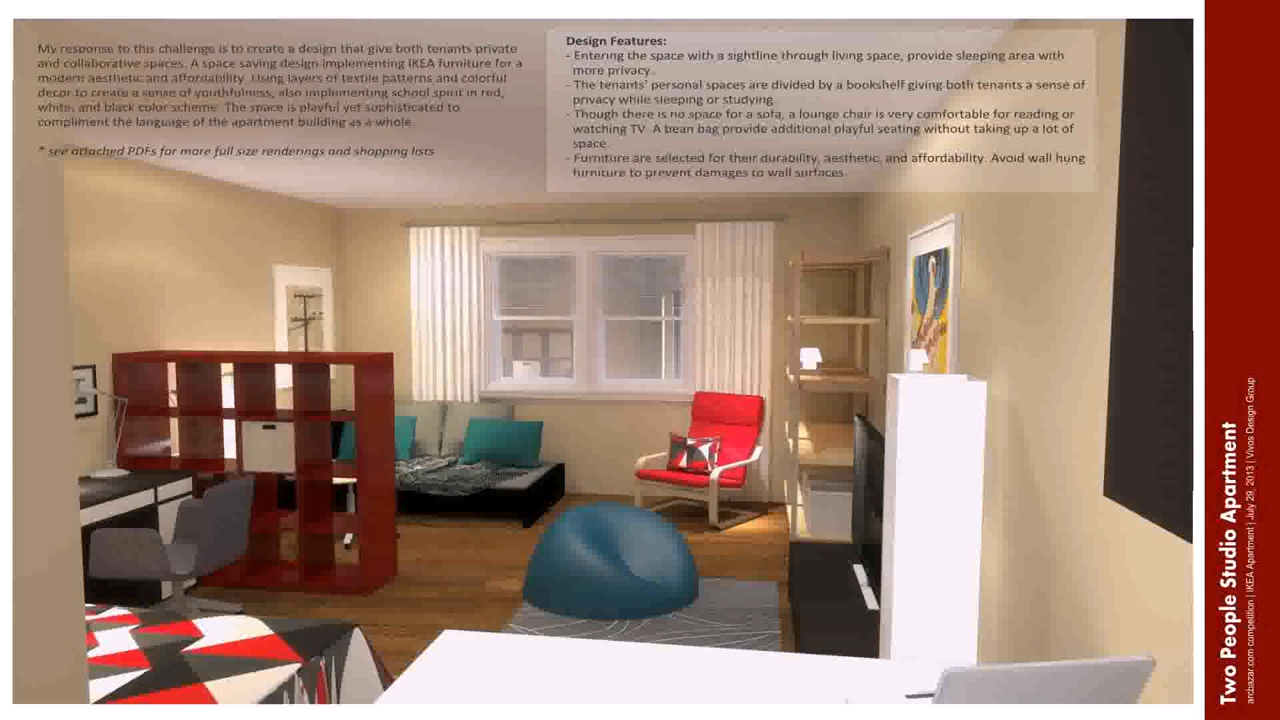 My response to this challenge is to create a design that give both tenants private
and collaborative spaces. A space saving design implementing IKEA furniture for a
modern aesthetic and affordability. Using layers of textile patterns and colorful
decor to create a sense of youthfulness, also implementing school spirit in red,
white, and black color scheme. The space is playful yet sophisticated to
compliment the language of the apartment building as a whole.
* see attached PDFs for more full size renderings and shopping lists
Design Features:
- Entering the space with a sightline through living space, provide sleeping area with
more privacy.
- The tenants' personal spaces are divided by a bookshelf giving both tenants a sense of
privacy while sleeping or studying.
- Though there is no space for a sofa, a lounge chair is very comfortable for reading or
watching TV. A bean bag provide additional playful seating without taking up a lot of
space.
- Furniture are selected for their durability, aesthetic, and affordability. Avoid wall hung
furniture to prevent damages to wall surfaces.
Two People Studio Apartment
arcbazar.com competition | IKEA Apartment | July 29, 2013 | Vivos Design Group